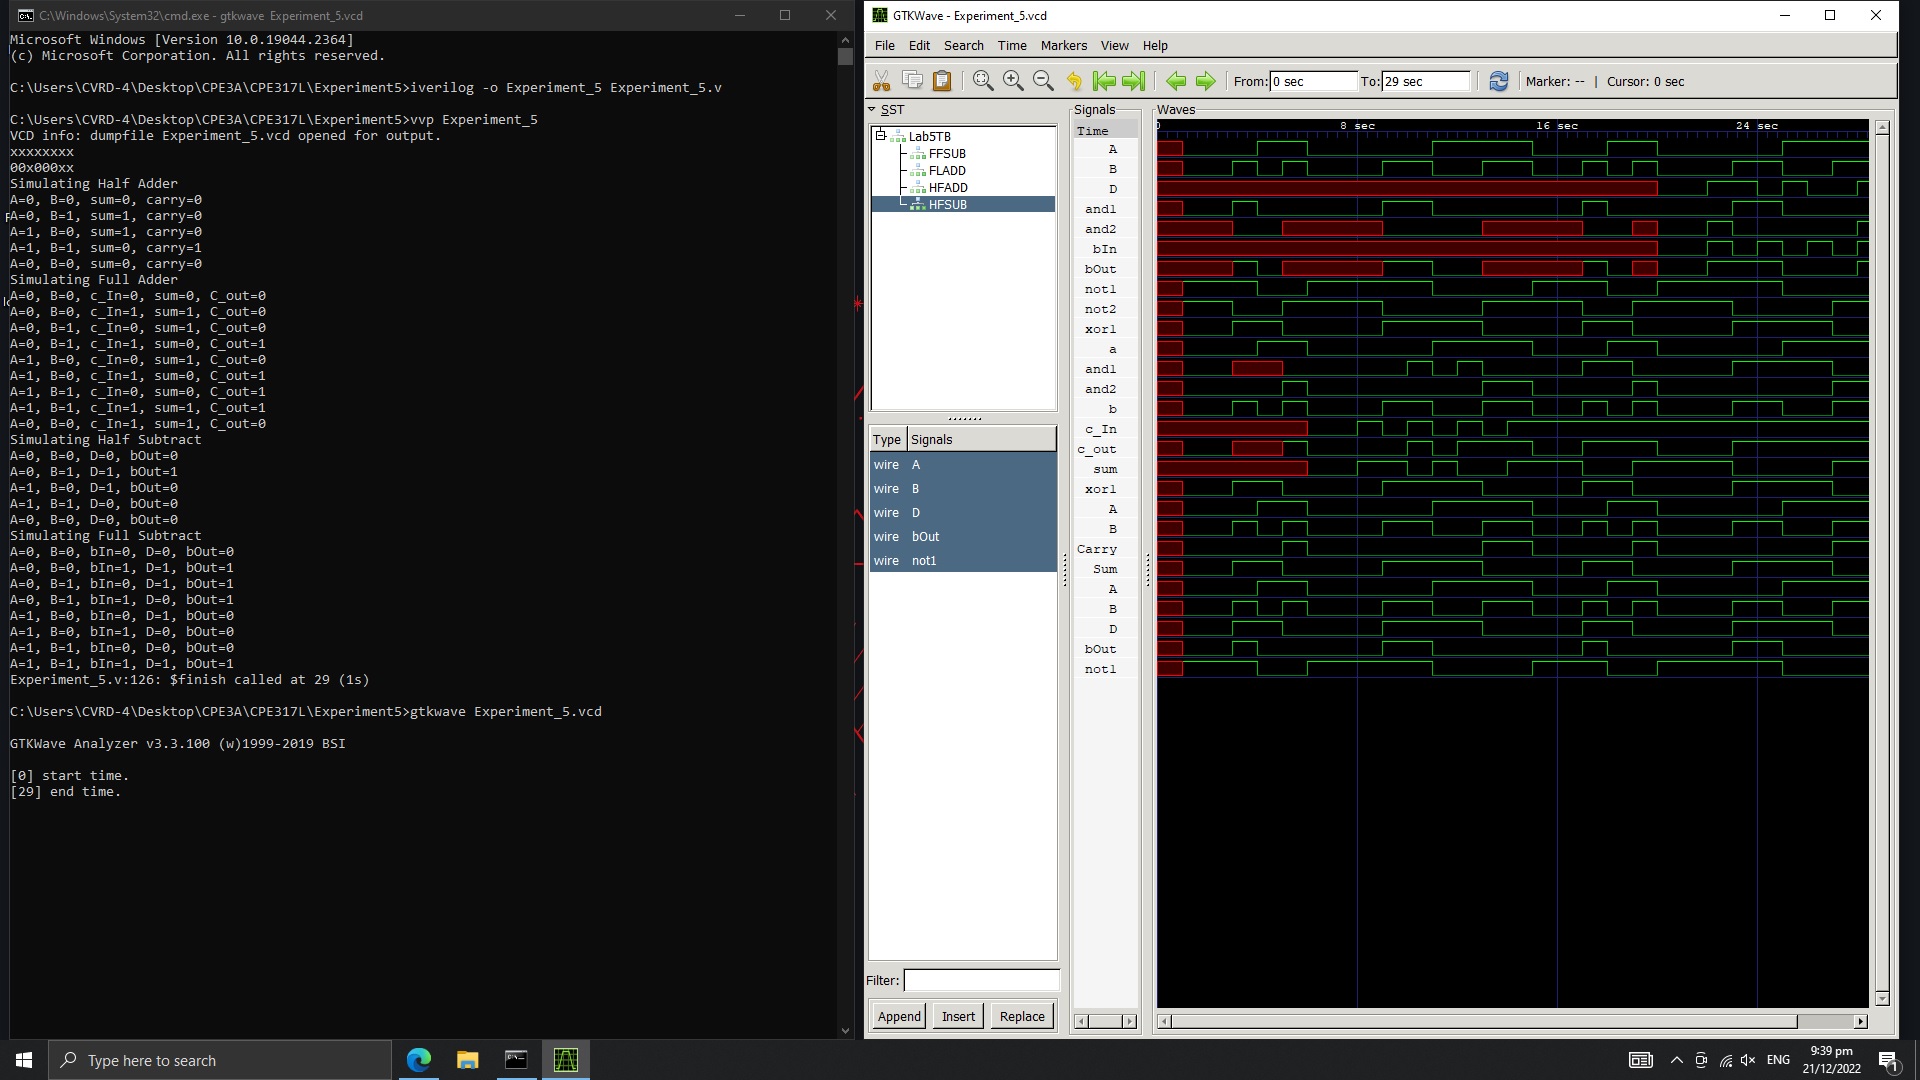 C:\Windows\System32\cmd.exe - gtkwave Experiment_5.vcd
Microsoft Windows [Version 10.0.19044.2364]
(c) Microsoft Corporation. All rights reserved.
C:\Users\CVRD-4\Desktop\CPE3A\CPE317L\Experiment5>iverilog -o Experiment_5 Experiment_5.v
C:\Users\CVRD-4\Desktop\CPE3A\CPE317L\Experiment5>vvp Experiment_5
VCD info: dumpfile Experiment_5.vcd opened for output.
xxxxxxxx
00x000xx
Simulating Half Adder
A=0, B=0, sum=0, carry=0
A=0, B=1, sum=1, carry=0
A=1, B=0, sum=1, carry=0
A=1, B=1, sum=0, carry=1
A=0, B=0, sum=0, carry=0
Simulating Full Adder
A=0, B=0, c_In=0, sum=0, C_out=0
A=0, B=0, c_In=1, sum=1, C_out=0
A=0, B=1, c_In=0, sum=1, C_out=0
A=0, B=1, c_In=1, sum=0, C_out=1
A=1, B=0, c_In=0, sum=1, C_out=0
A=1, B=0, c_In=1, sum=0, C_out=1
A=1, B=1, c_In=0, sum=0, C_out=1
A=1, B=1, c_In=1, sum=1, C_out=1
A=0, B=0, c_In=1, sum=1, C_out=0
Simulating Half Subtract
A=0, B=0, D=0, bOut=0
A=0, B=1, D=1, bOut=1
A=1, B=0, D=1, bOut=0
A=1, B=1, D=0, bOut=0
A=0, B=0, D=0, bOut=0
Simulating Full Subtract
A=0, B=0, bIn=0, D=0, bOut=0
A=0, B=0, bIn=1, D=1, bOut=1
A=0, B=1, bIn=0, D=1, bOut=1
A=0, B=1, bIn=1, D=0, bOut=1
A=1, B=0, bIn=0, D=1, bOut=0
A=1, B=0, bIn=1, D=0, bOut=0
A=1, B=1, bIn=0, D=0, bOut=0
A=1, B=1, bIn=1, D=1, bOut=1
Experiment_5.v:126: $finish called at 29 (1s)
C:\Users\CVRD-4\Desktop\CPE3A\CPE317L\Experiment5>gtkwave Experiment_5.vcd
GTKWave Analyzer v3.3.100 (w)1999-2019 BSI
[0] start time.
[29] end time.
GTKWave - Experiment_5.vcd
File Edit Search Time Markers View Help
From: 0 sec To: 29 sec Marker: -- | Cursor: 0 sec
SST
Lab5TB
FFSUB
FLADD
HFADD
HFSUB
Type Signals
wire A
wire B
wire D
wire bOut
wire not1
Filter:
Append Insert Replace
Signals
Time
A
B
D
and1
and2
bIn
bOut
not1
not2
xor1
a
and1
and2
b
c_In
c_out
sum
xor1
A
B
Carry
Sum
A
B
D
bOut
not1
Waves
0 8 sec 16 sec 24 sec
Type here to search
ENG
9:39 pm
21/12/2022
1